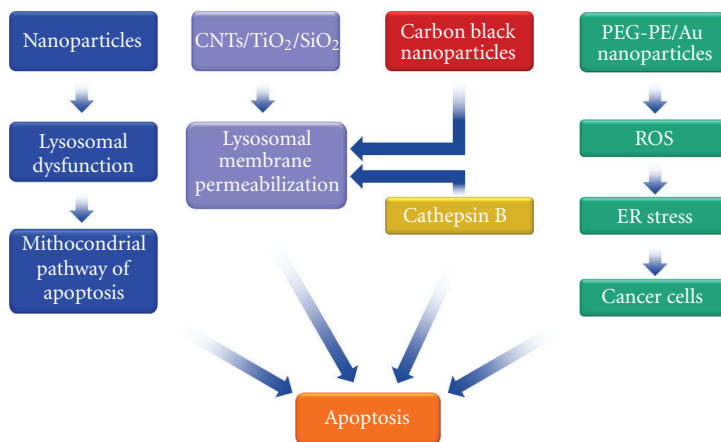 Nanoparticles
Lysosomal
dysfunction
Mithocondrial
pathway of
apoptosis
CNTs/TiO₂/SiO₂
Lysosomal
membrane
permeabilization
Carbon black
nanoparticles
Cathepsin B
PEG-PE/Au
nanoparticles
ROS
ER stress
Cancer cells
Apoptosis